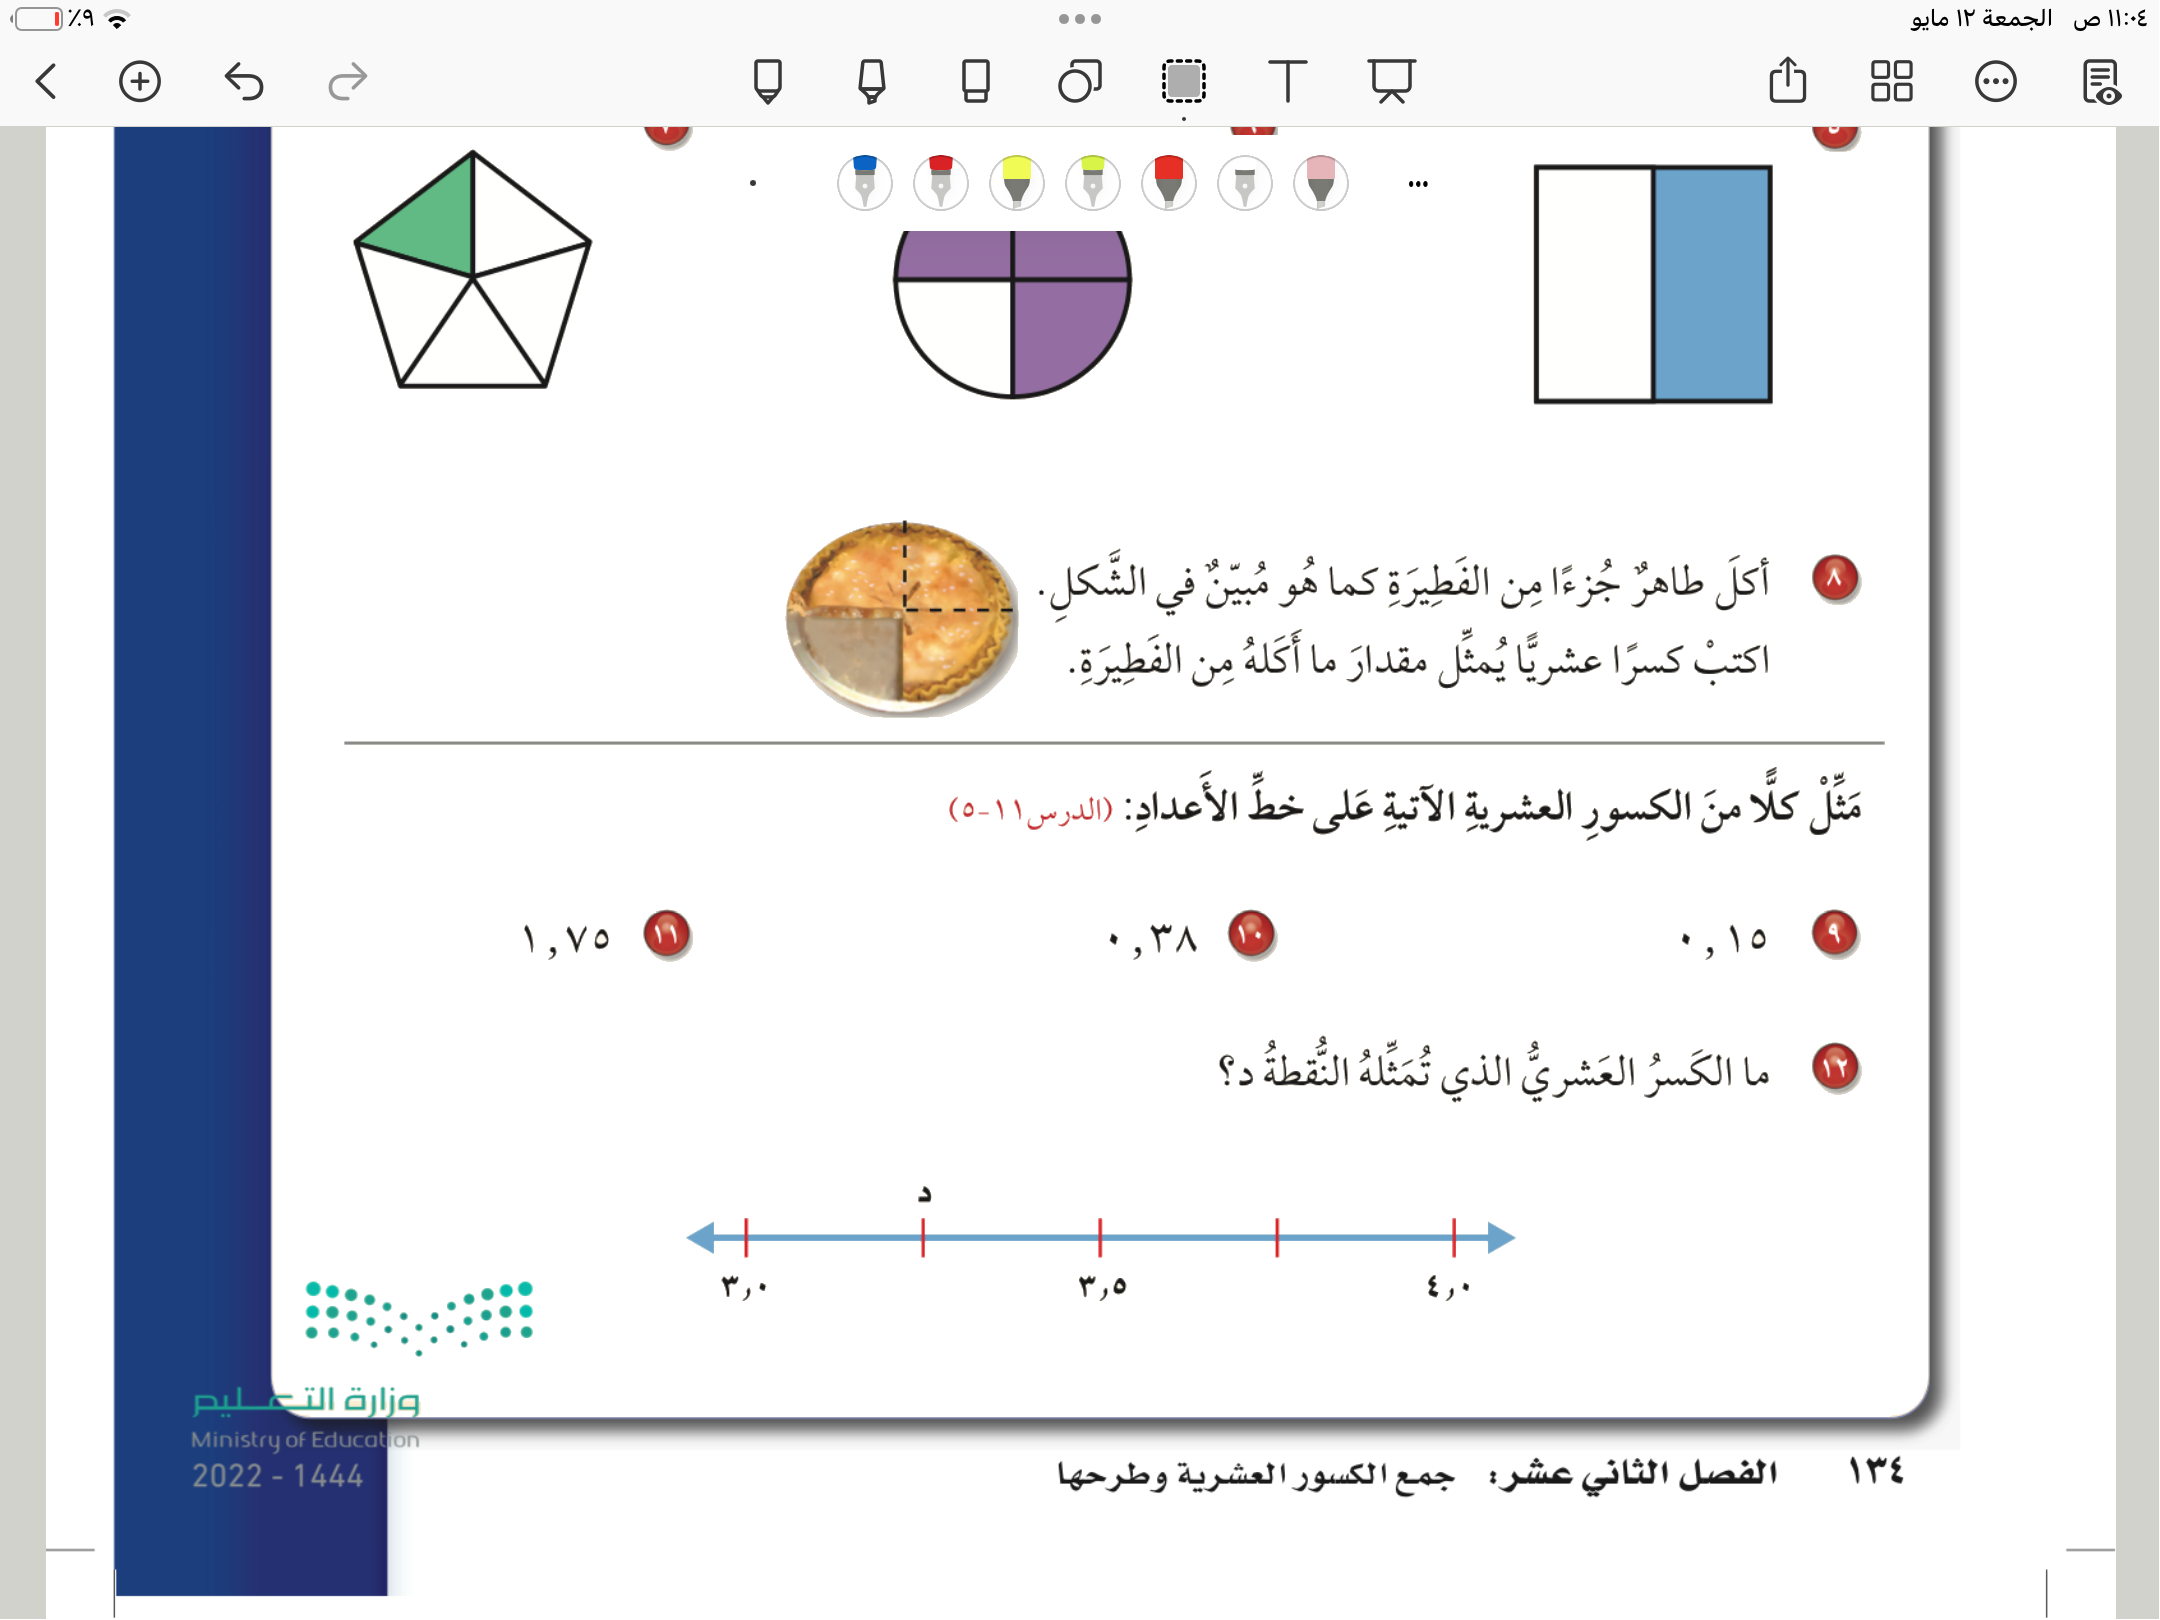 ١١:٠٤ ص الجمعة ١٢ مايو
٪٩
٨ أكلَ طاهرٌ جُزءًا مِن الفَطِيرَةِ كما هُو مُبيّنٌ في الشَّكلِ.
اكتبْ كسرًا عشريًّا يُمثِّل مقدارَ ما أَكَلهُ مِن الفَطِيرَةِ.
مَثِّلْ كلًّا منَ الكسورِ العشريةِ الآتيةِ عَلى خطِّ الأَعدادِ: (الدرس ١١-٥)
٩ ٠,١٥ ١٠ ٠,٣٨ ١١ ١,٧٥
١٢ ما الكَسرُ العَشريُّ الذي تُمَثِّلهُ النُّقطةُ د؟
د
٣,٠ ٣,٥ ٤,٠
وزارة التعليم
Ministry of Education
2022 - 1444
١٣٤ الفصل الثاني عشر: جمع الكسور العشرية وطرحها